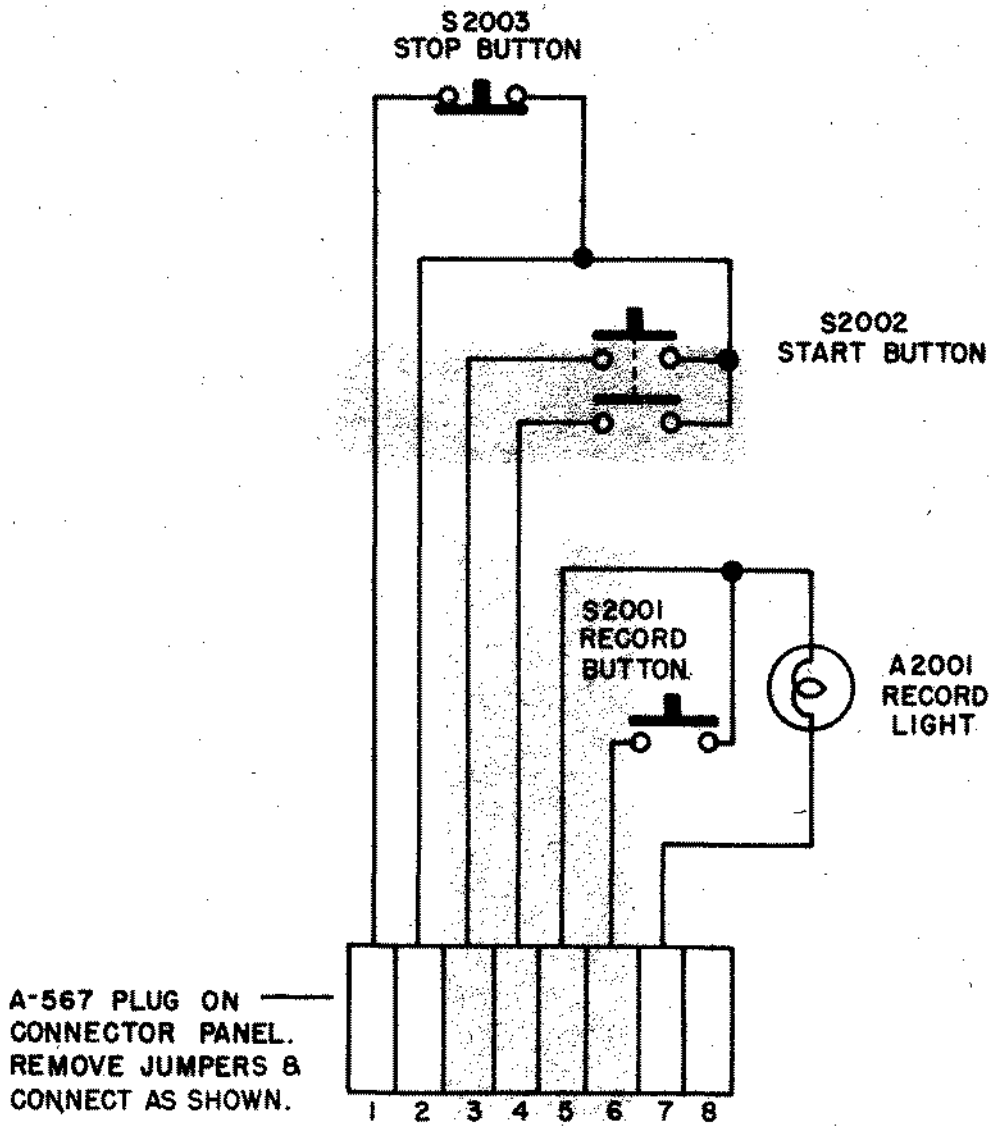 S2003
STOP BUTTON
S2002
START BUTTON
S2001
RECORD
BUTTON.
A2001
RECORD
LIGHT
A-567 PLUG ON
CONNECTOR PANEL.
REMOVE JUMPERS &
CONNECT AS SHOWN.
1 2 3 4 5 6 7 8